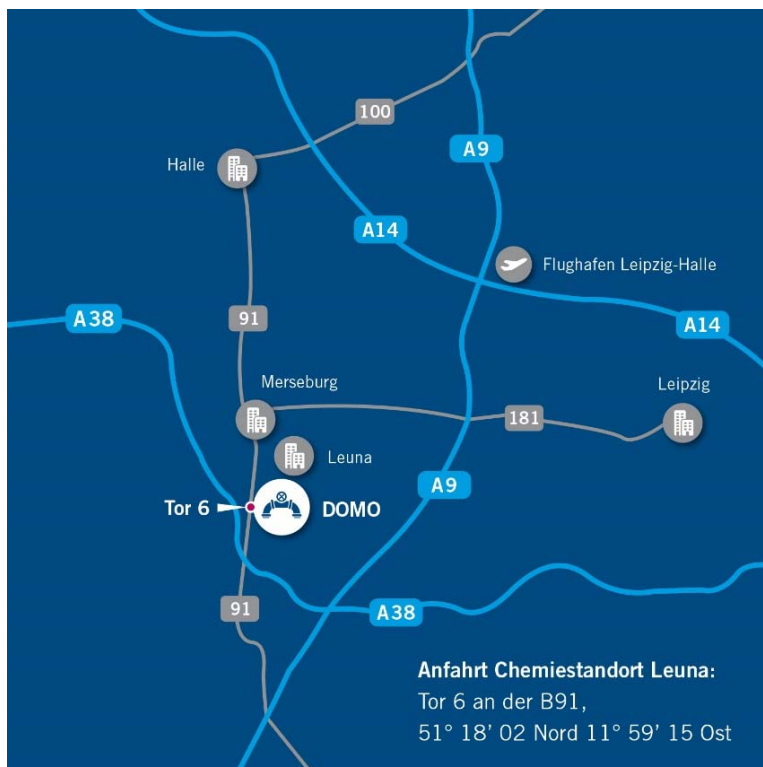 100
A9
Halle
A14
Flughafen Leipzig-Halle
A38
91
A14
Merseburg
Leipzig
181
Leuna
A9
Tor 6
DOMO
91
A38
Anfahrt Chemiestandort Leuna:
Tor 6 an der B91,
51° 18’ 02 Nord 11° 59’ 15 Ost